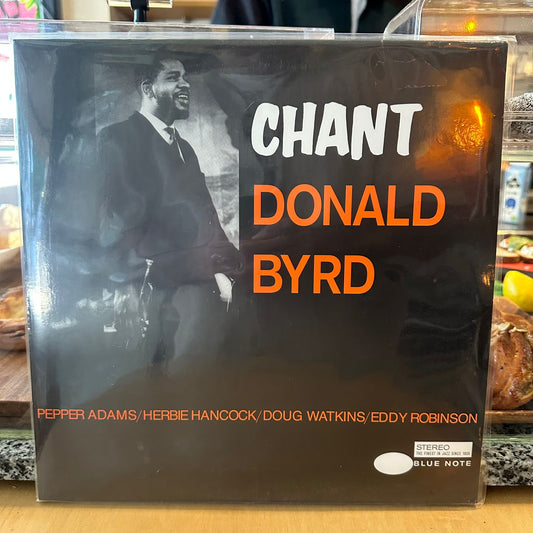 CHANT
DONALD
BYRD
PEPPER ADAMS/HERBIE HANCOCK/DOUG WATKINS/EDDY ROBINSON
STEREO
THE FINEST IN JAZZ SINCE 1939
BLUE NOTE